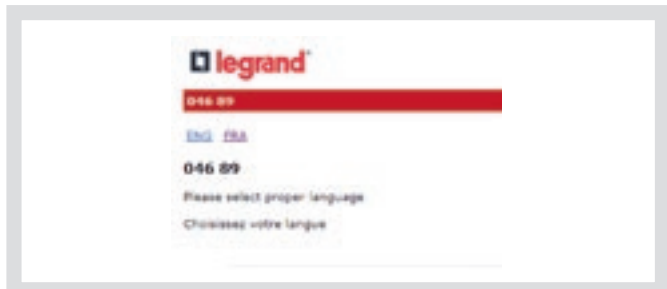 legrand
046 89
ENG FRA
046 89
Please select proper language
Choisissez votre langue